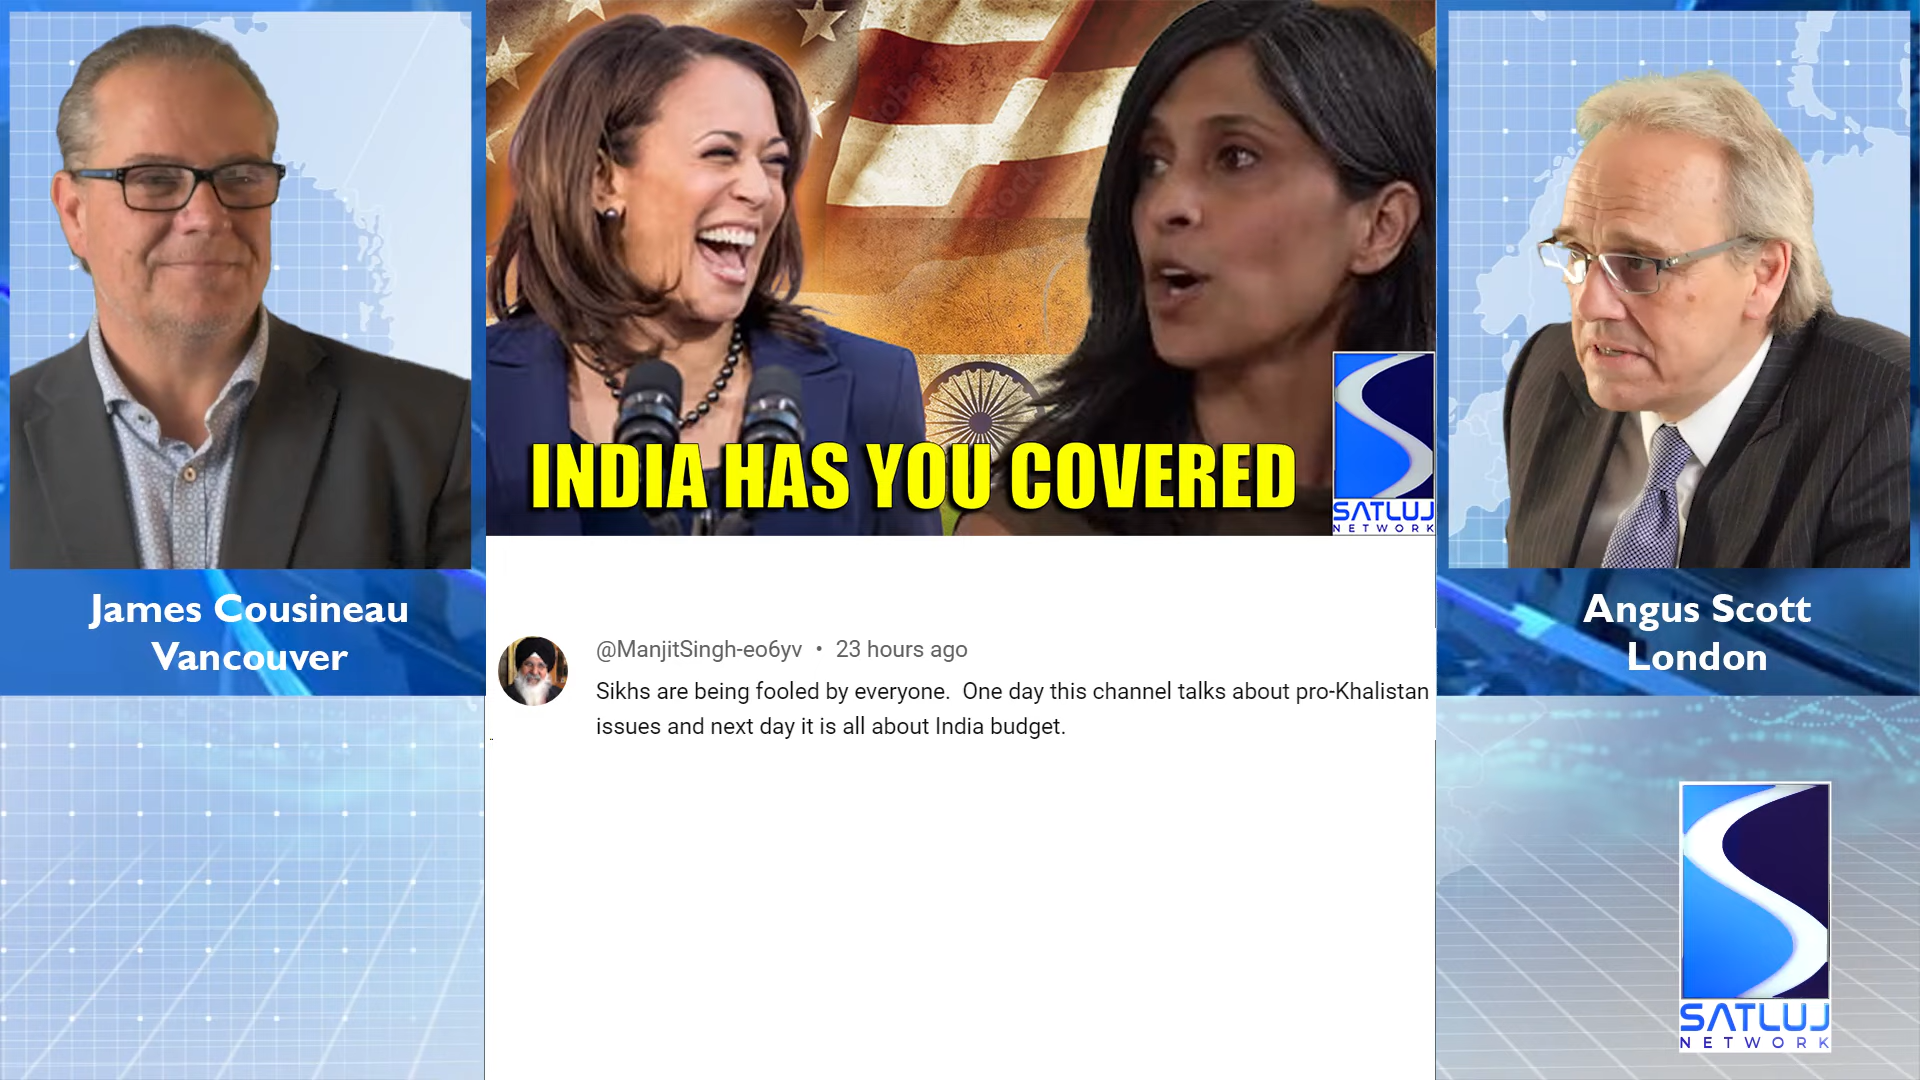 INDIA HAS YOU COVERED
SATLUJ
NETWORK
James Cousineau
Vancouver
Angus Scott
London
@ManjitSingh-eo6yv • 23 hours ago
Sikhs are being fooled by everyone.  One day this channel talks about pro-Khalistan
issues and next day it is all about India budget.
SATLUJ
NETWORK